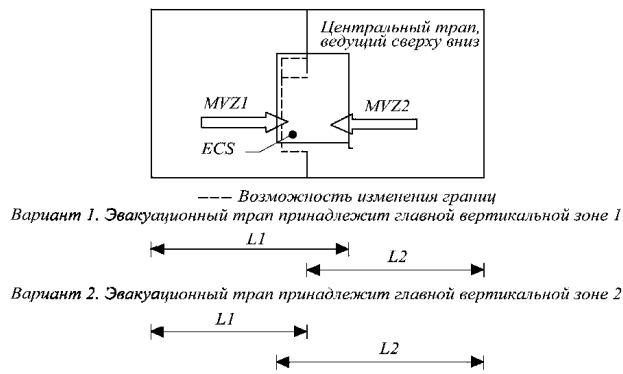 Центральный трап,
ведущий сверху вниз
MVZ1
MVZ2
ECS
Возможность изменения границ
Вариант 1. Эвакуационный трап принадлежит главной вертикальной зоне 1
L1
L2
Вариант 2. Эвакуационный трап принадлежит главной вертикальной зоне 2
L1
L2